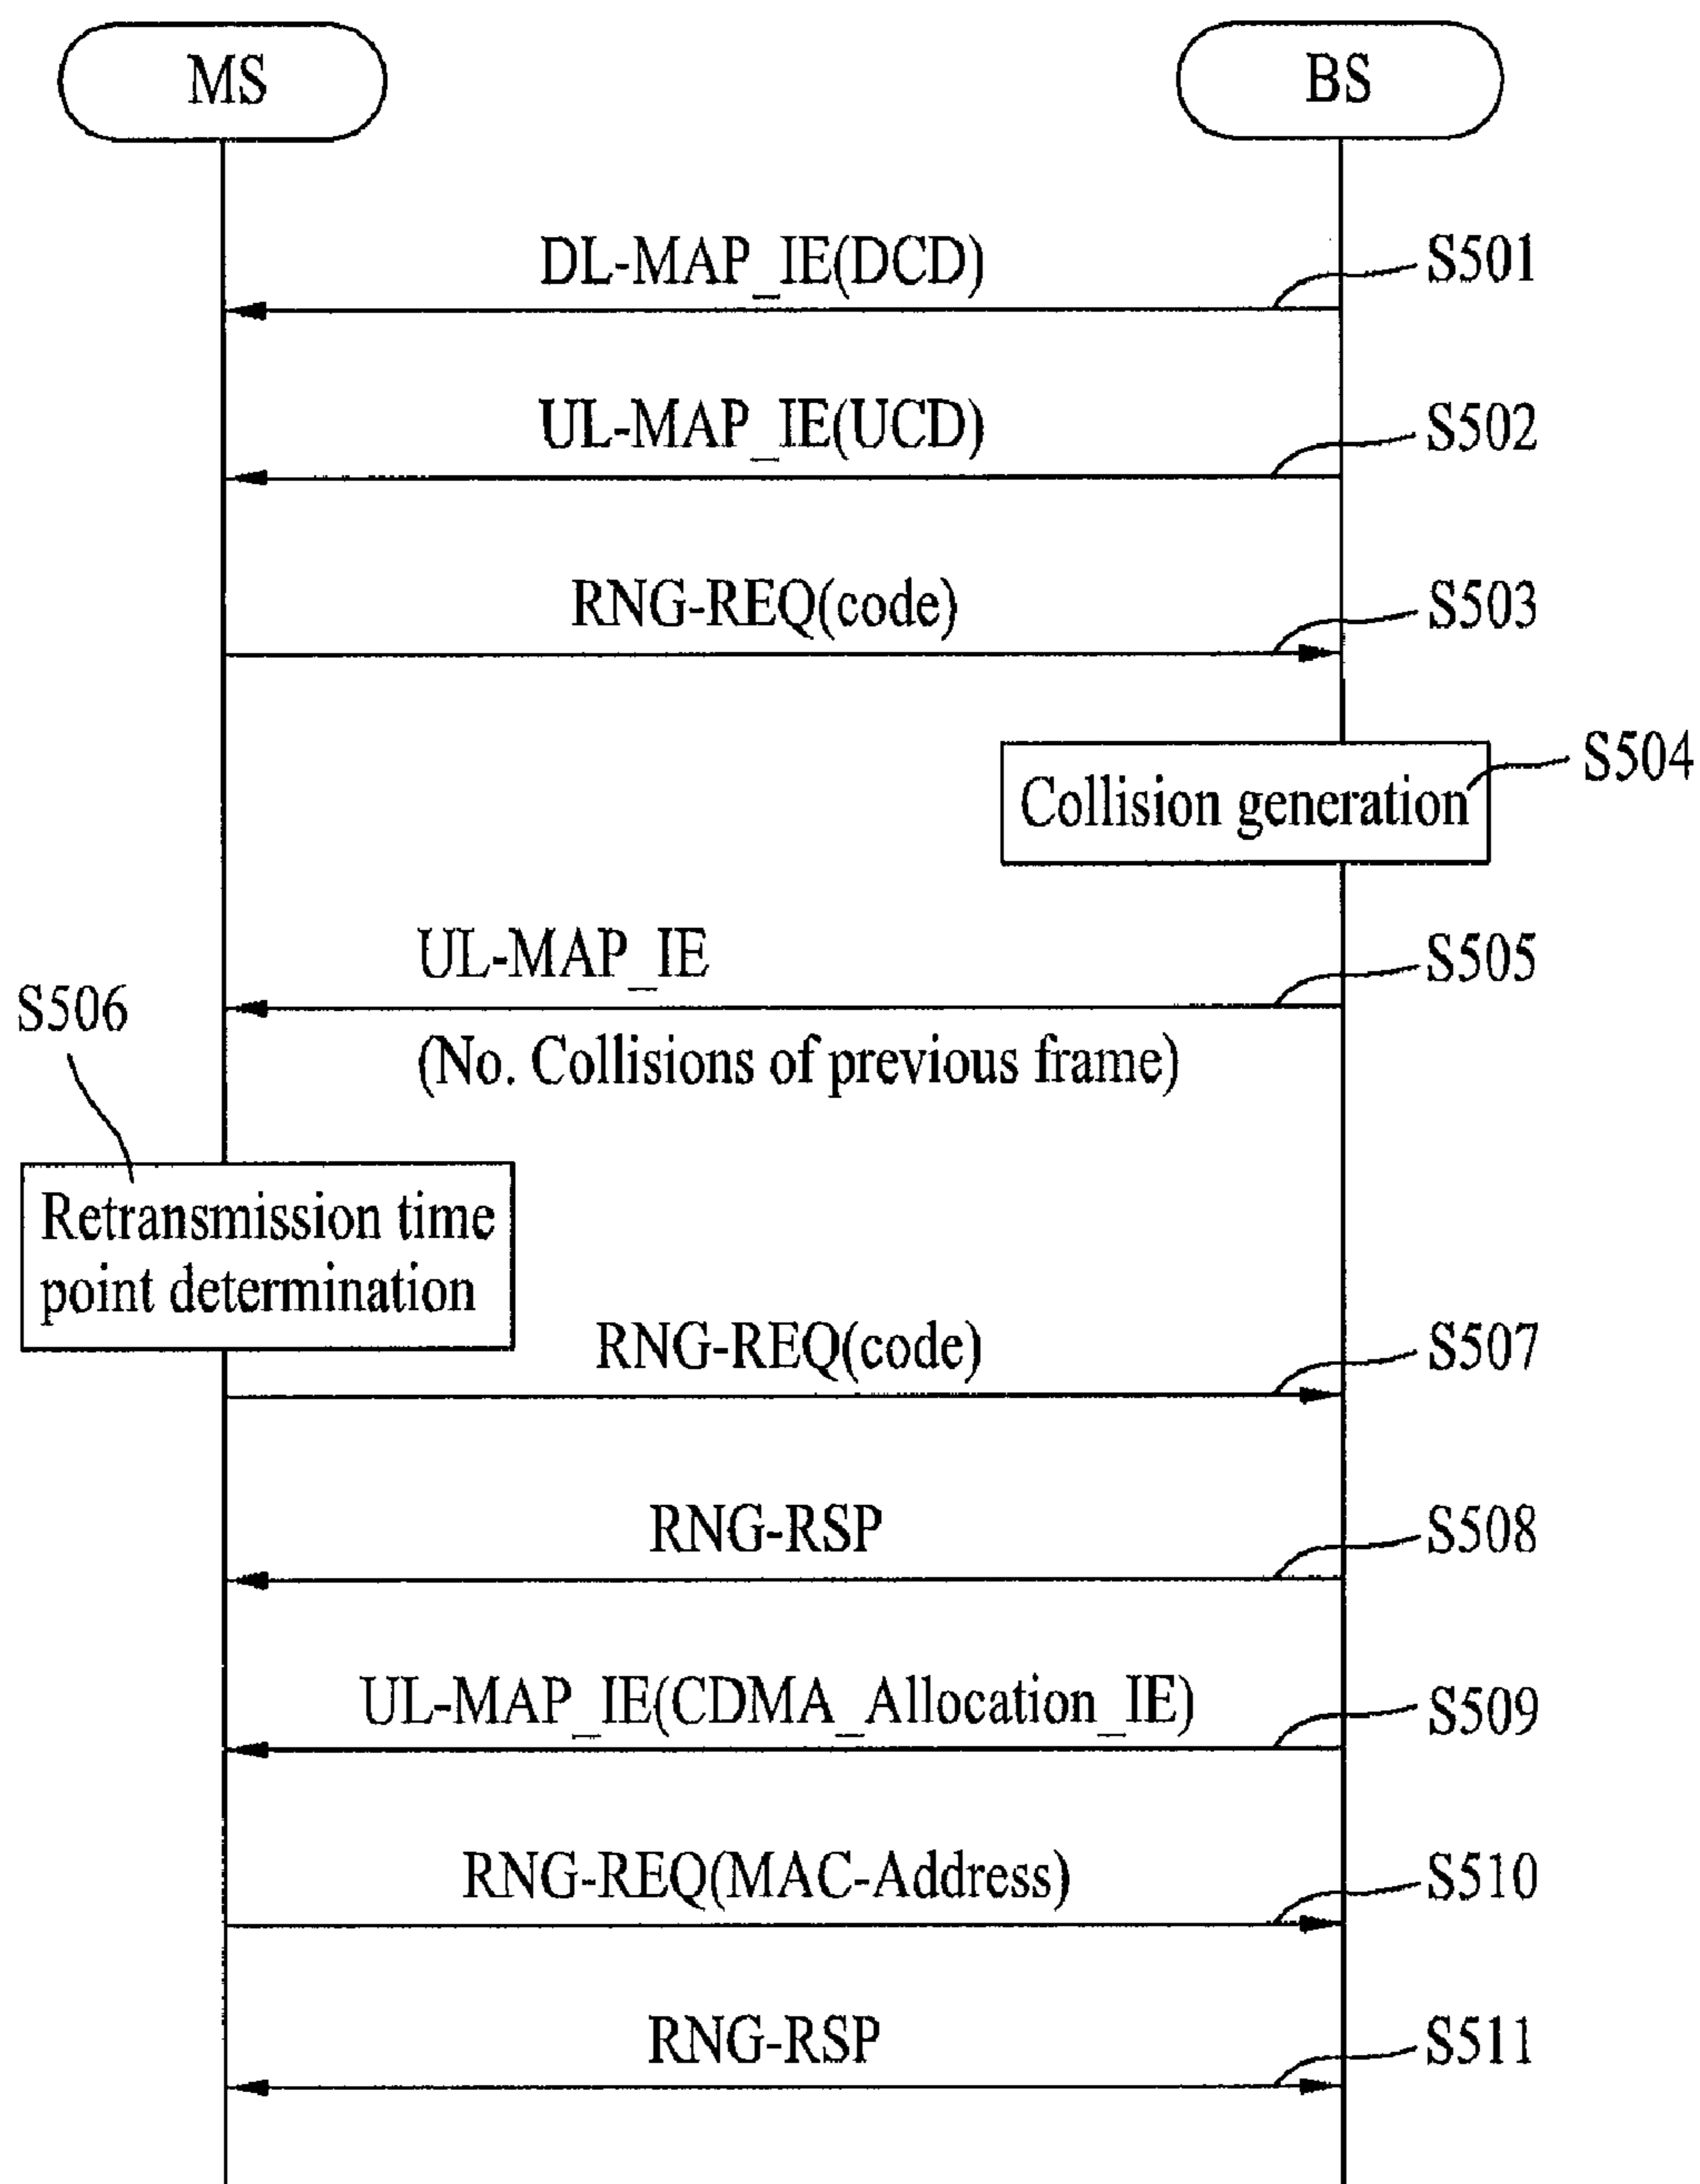 MS
BS
DL-MAP_IE(DCD)
S501
UL-MAP_IE(UCD)
S502
RNG-REQ(code)
S503
Collision generation
S504
UL-MAP_IE
S505
(No. Collisions of previous frame)
S506
Retransmission time
point determination
RNG-REQ(code)
S507
RNG-RSP
S508
UL-MAP_IE(CDMA_Allocation_IE)
S509
RNG-REQ(MAC-Address)
S510
RNG-RSP
S511